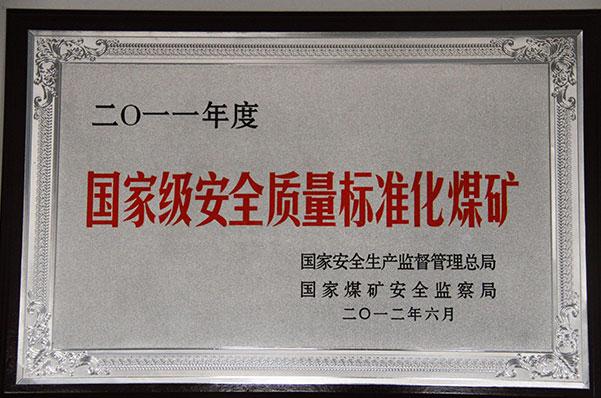 二〇一一年度
国家级安全质量标准化煤矿
国家安全生产监督管理总局
国家煤矿安全监察局
二〇一二年六月